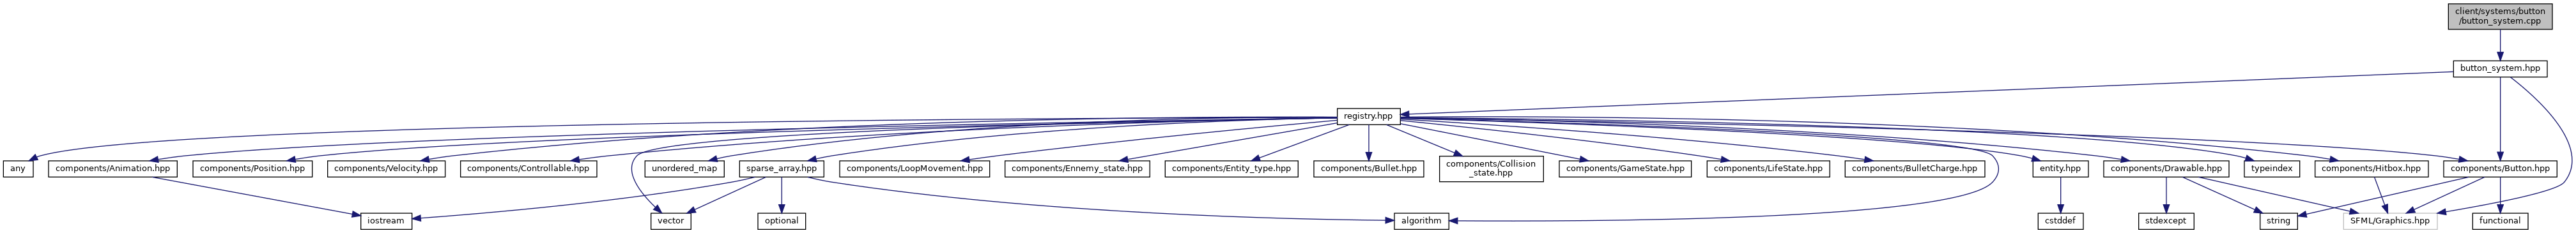 client/systems/button
/button_system.cpp
button_system.hpp
registry.hpp
any
components/Animation.hpp
components/Position.hpp
components/Velocity.hpp
components/Controllable.hpp
unordered_map
sparse_array.hpp
components/LoopMovement.hpp
components/Ennemy_state.hpp
components/Entity_type.hpp
components/Bullet.hpp
components/Collision
_state.hpp
components/GameState.hpp
components/LifeState.hpp
components/BulletCharge.hpp
entity.hpp
components/Drawable.hpp
typeindex
components/Hitbox.hpp
components/Button.hpp
iostream
vector
optional
algorithm
cstddef
stdexcept
string
SFML/Graphics.hpp
functional